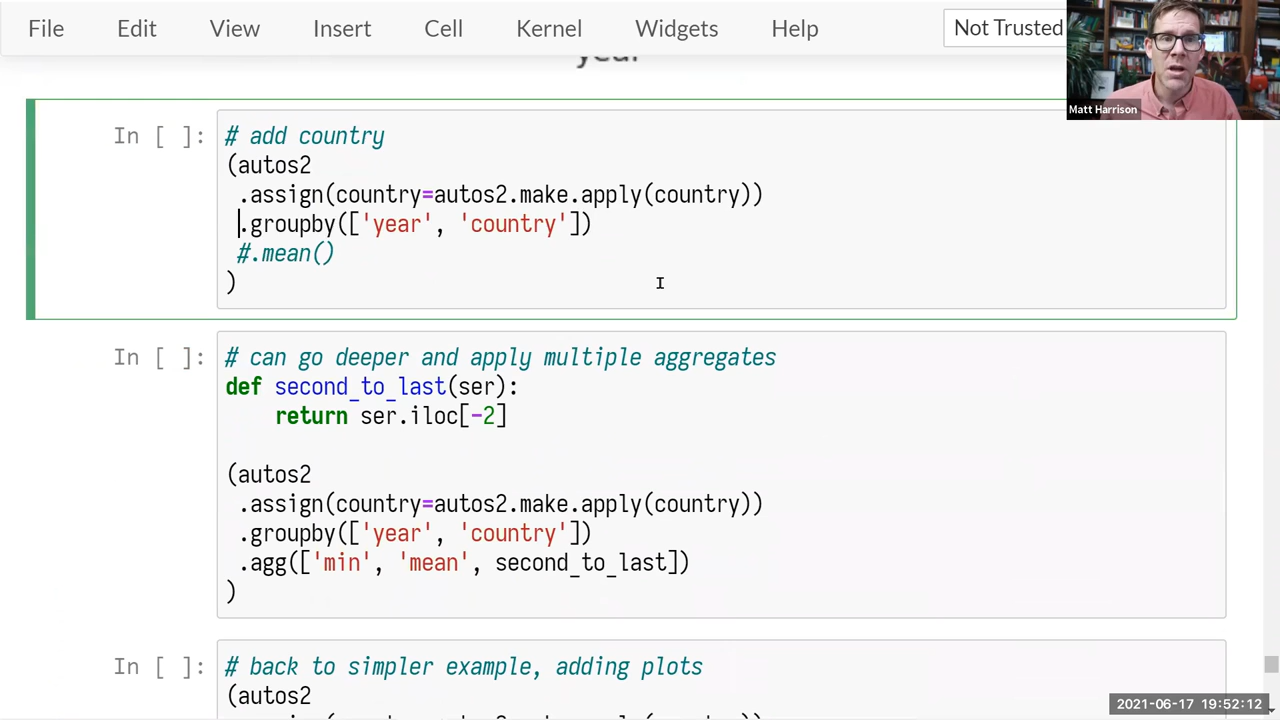 File Edit View Insert Cell Kernel Widgets Help Not Trusted
Matt Harrison
year
In [ ]: # add country
(autos2
.assign(country=autos2.make.apply(country))
.groupby(['year', 'country'])
#.mean()
)
In [ ]: # can go deeper and apply multiple aggregates
def second_to_last(ser):
return ser.iloc[-2]
(autos2
.assign(country=autos2.make.apply(country))
.groupby(['year', 'country'])
.agg(['min', 'mean', second_to_last])
)
In [ ]: # back to simpler example, adding plots
(autos2
2021-06-17 19:52:12